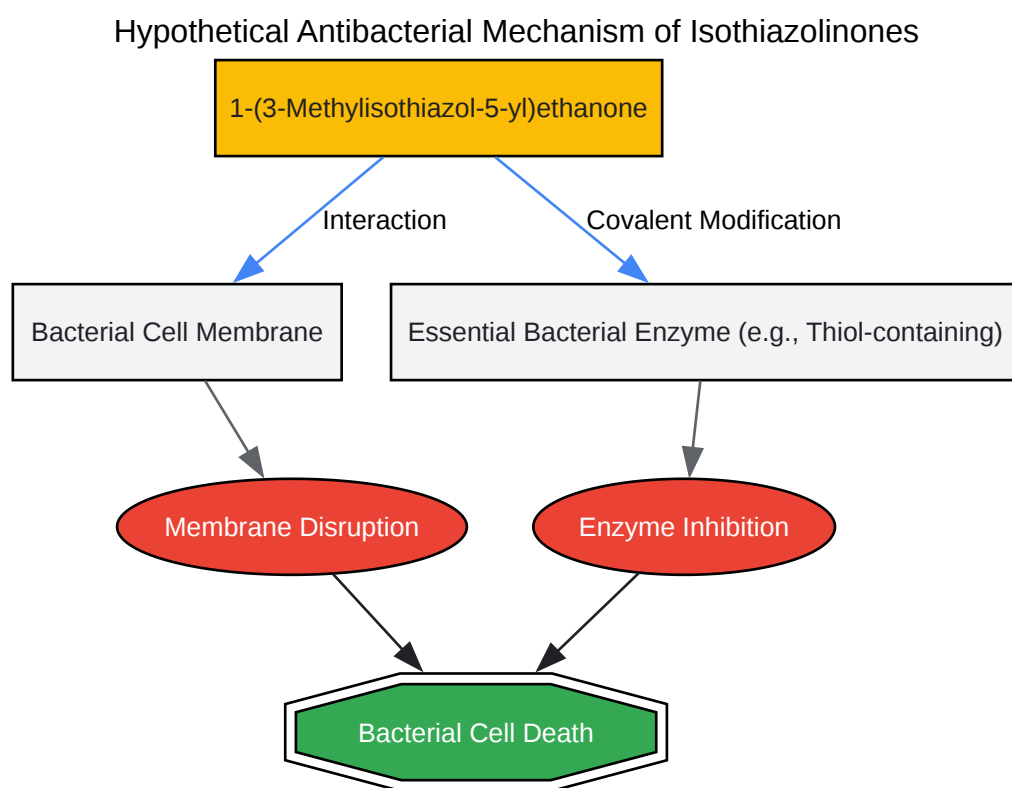 Hypothetical Antibacterial Mechanism of Isothiazolinones
1-(3-Methylisothiazol-5-yl)ethanone
Interaction
Covalent Modification
Bacterial Cell Membrane
Essential Bacterial Enzyme (e.g., Thiol-containing)
Membrane Disruption
Enzyme Inhibition
Bacterial Cell Death